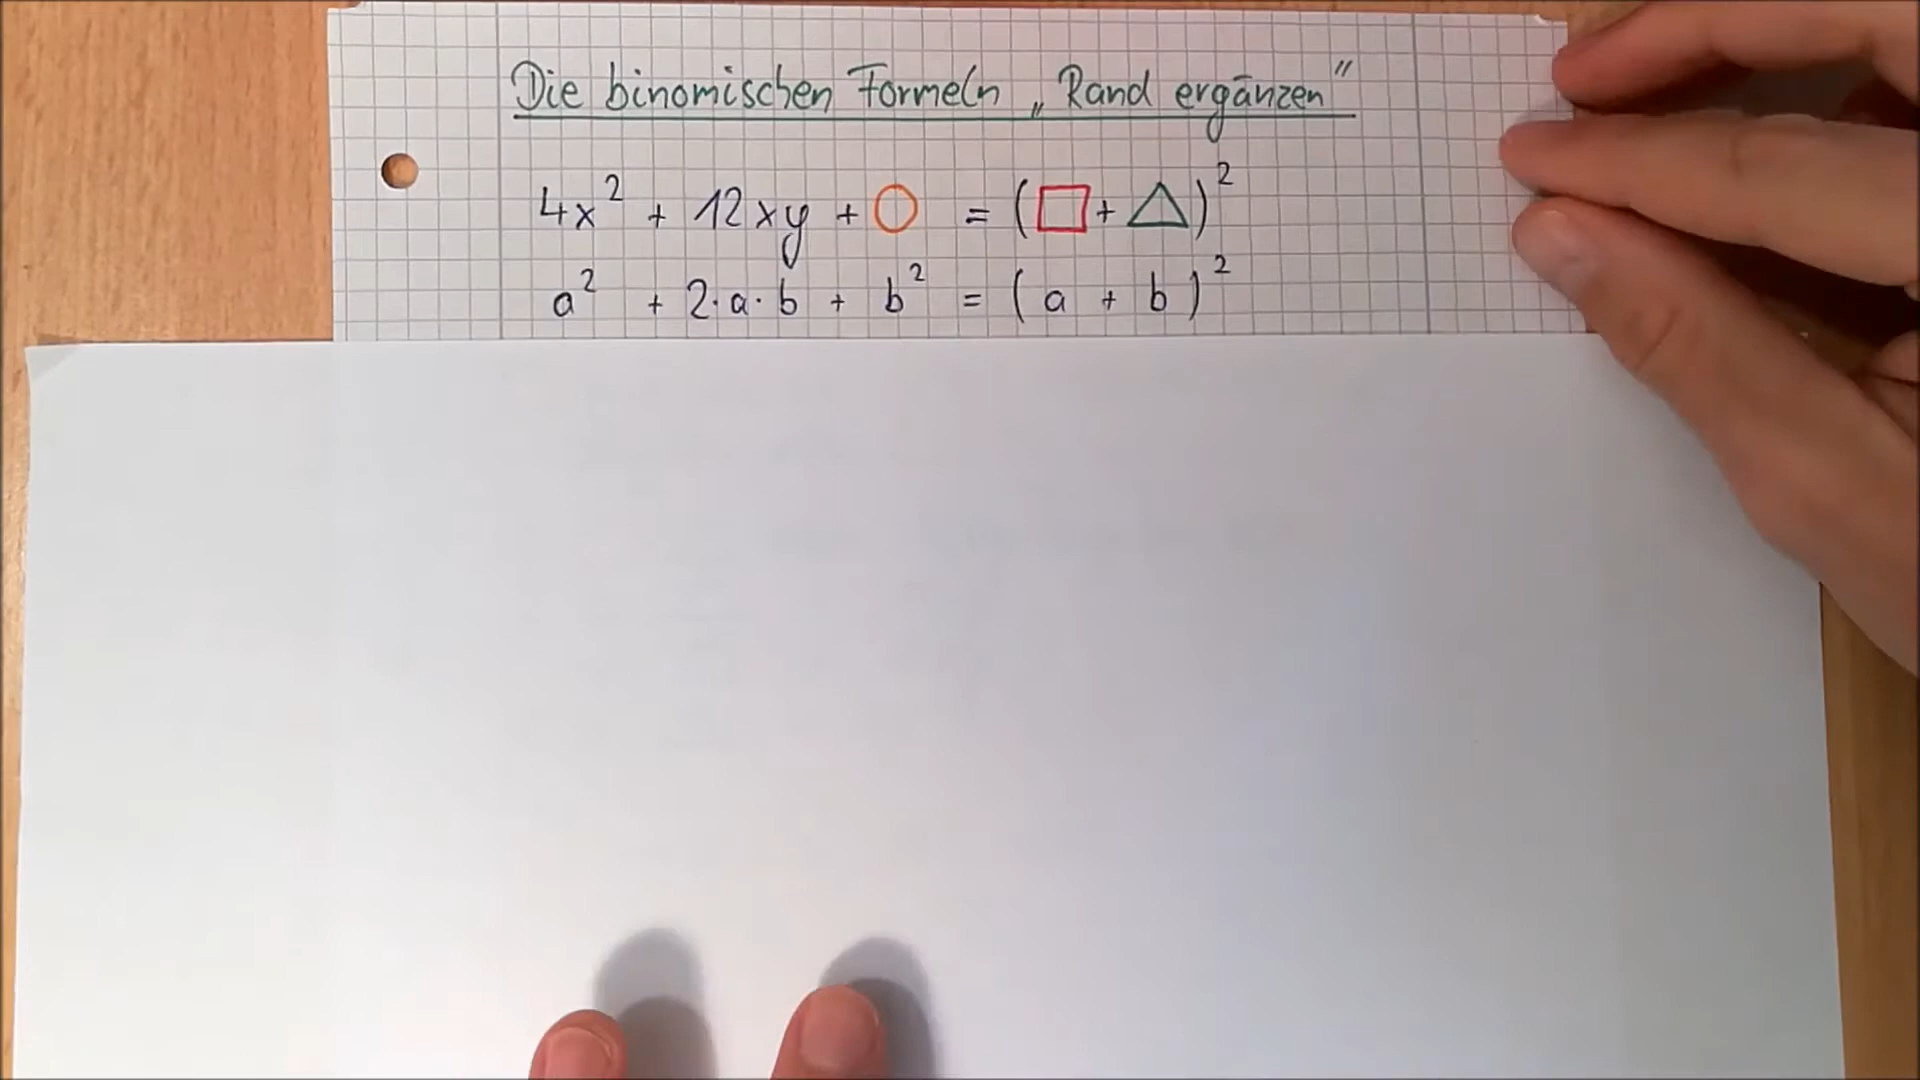 Die binomischen Formeln „Rand ergänzen"
4x² + 12xy + ○ = (□ + △)²
a² + 2·a·b + b² = (a + b)²